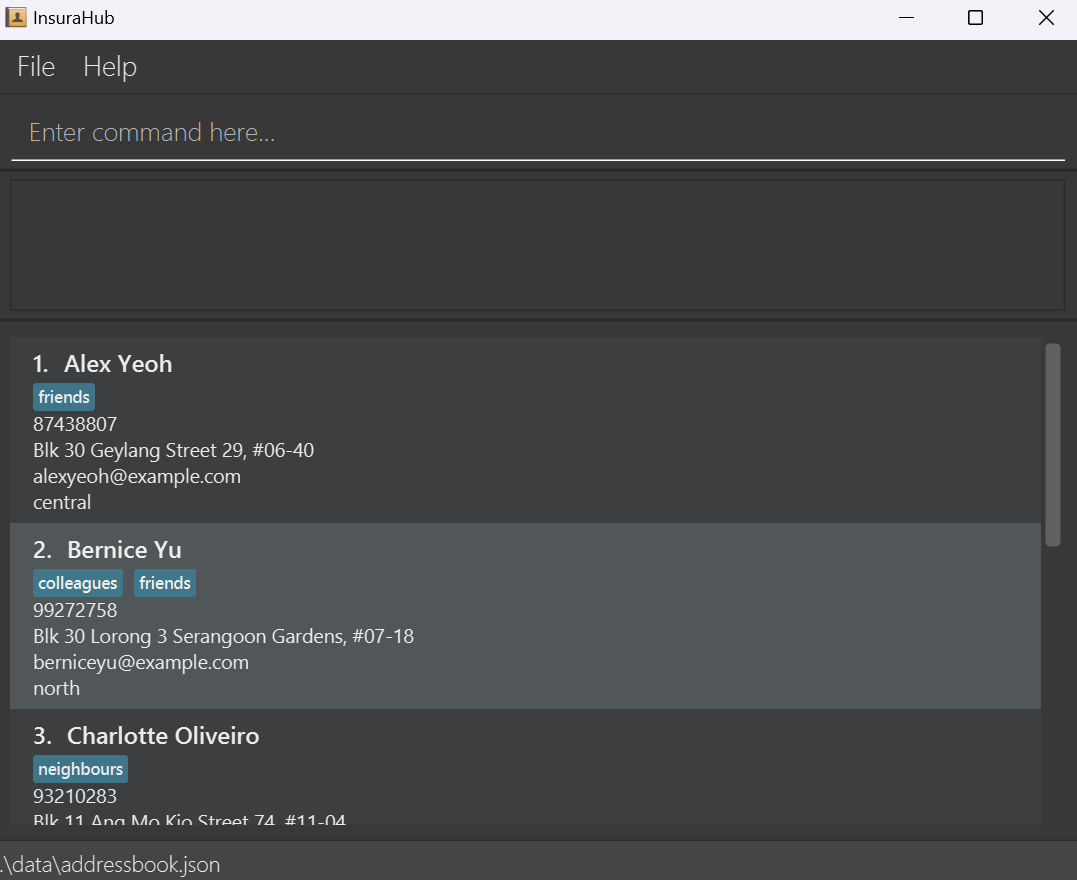 InsuraHub
File Help
Enter command here...
1. Alex Yeoh
friends
87438807
Blk 30 Geylang Street 29, #06-40
alexyeoh@example.com
central
2. Bernice Yu
colleagues friends
99272758
Blk 30 Lorong 3 Serangoon Gardens, #07-18
berniceyu@example.com
north
3. Charlotte Oliveiro
neighbours
93210283
Blk 11 Ang Mo Kio Street 74, #11-04
.\data\addressbook.json